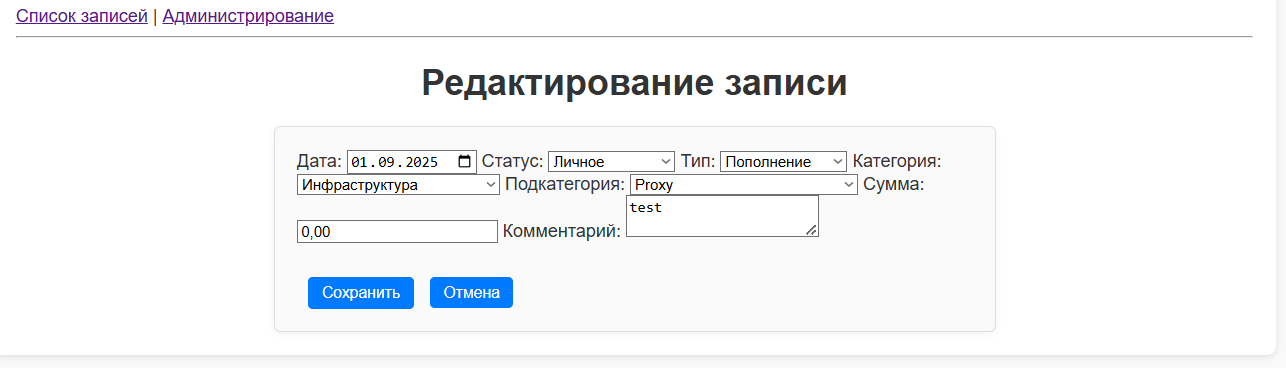 Список записей | Администрирование
Редактирование записи
Дата: 01.09.2025 Статус: Личное Тип: Пополнение Категория:
Инфраструктура Подкатегория: Proxy Сумма:
0,00 Комментарий: test
Сохранить Отмена